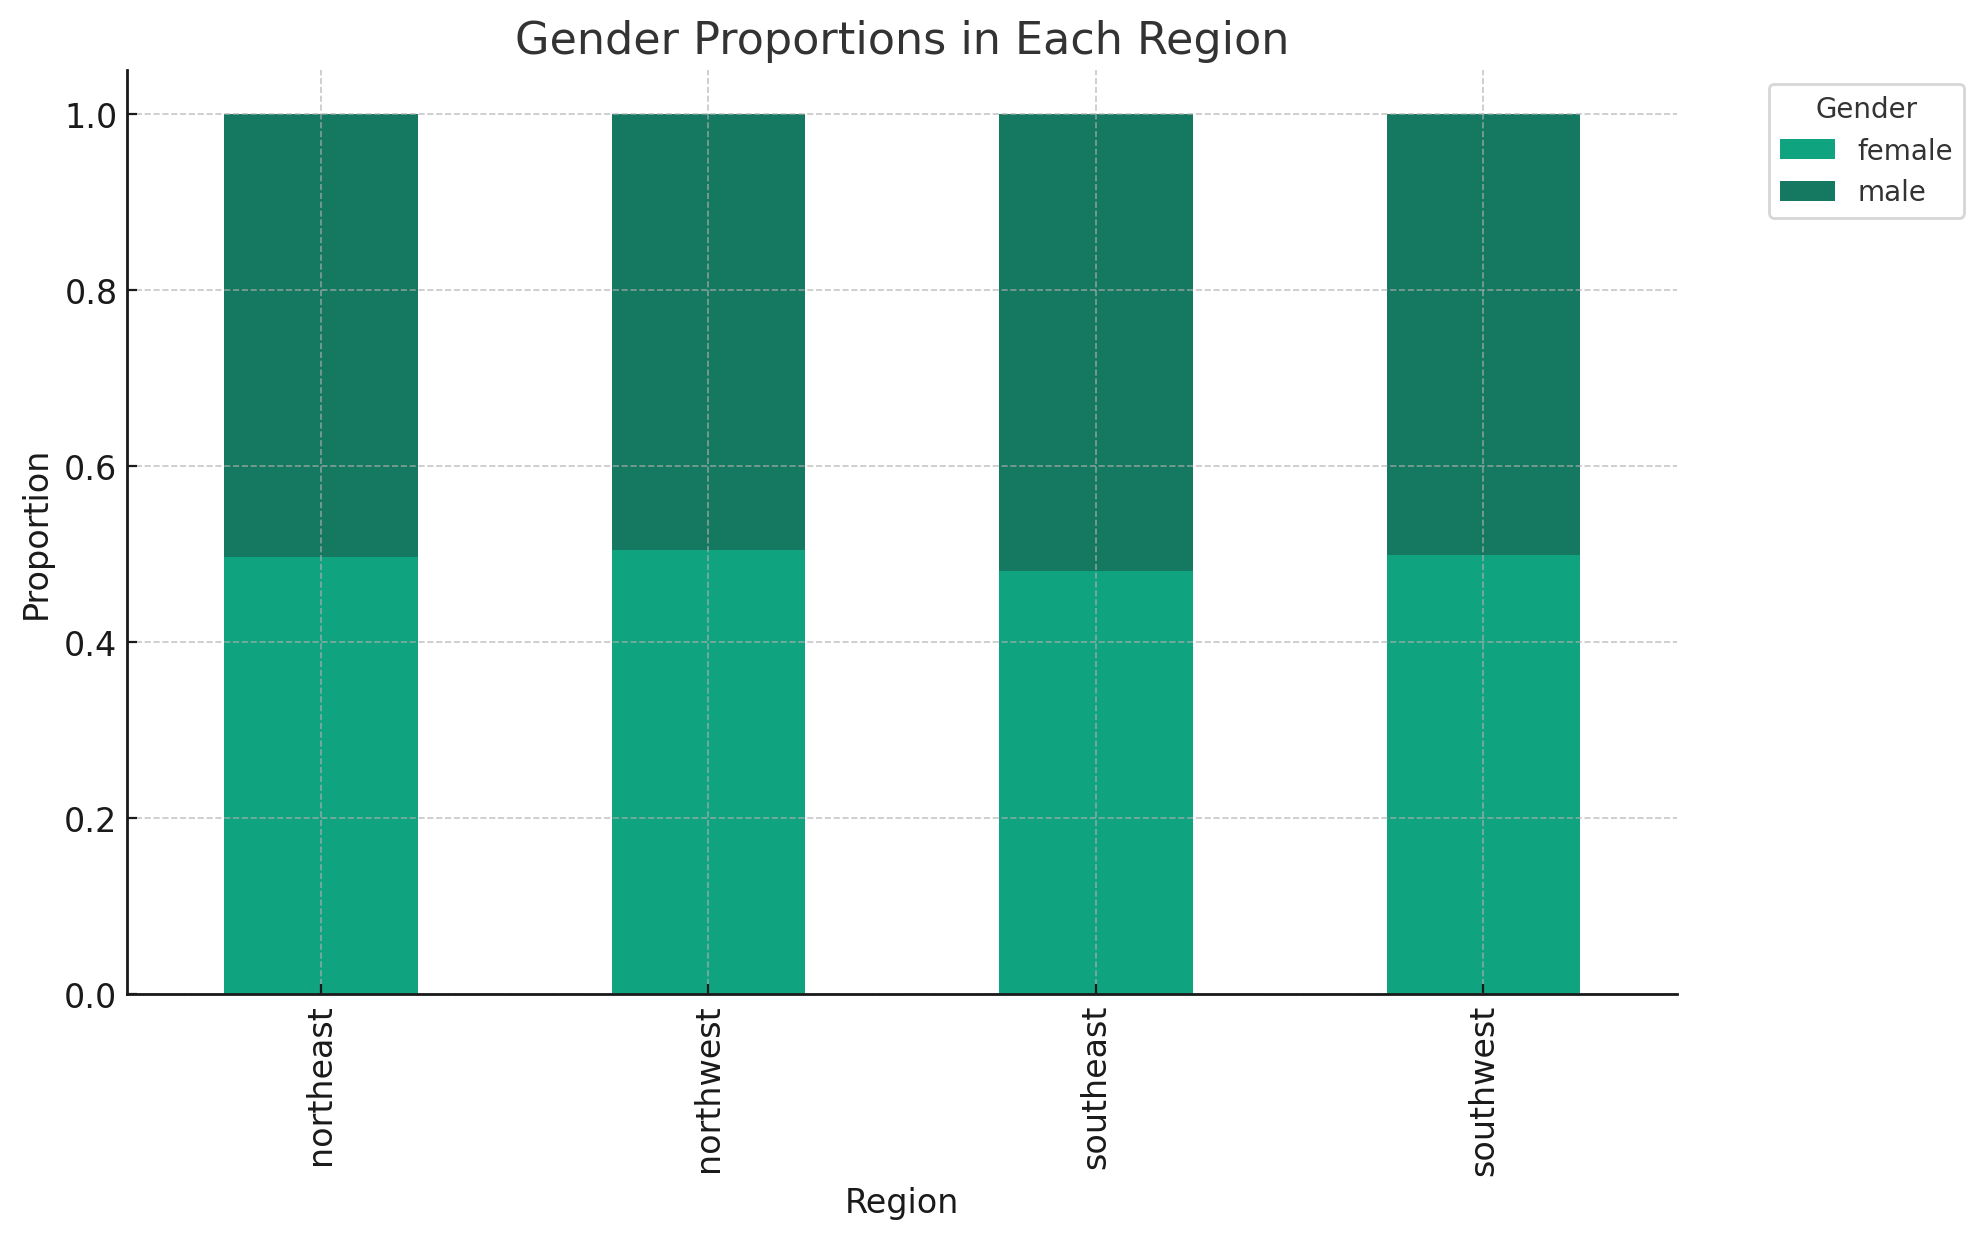 Gender Proportions in Each Region
Gender
female
male
1.0
0.8
0.6
0.4
0.2
0.0
Proportion
northeast
northwest
southeast
southwest
Region